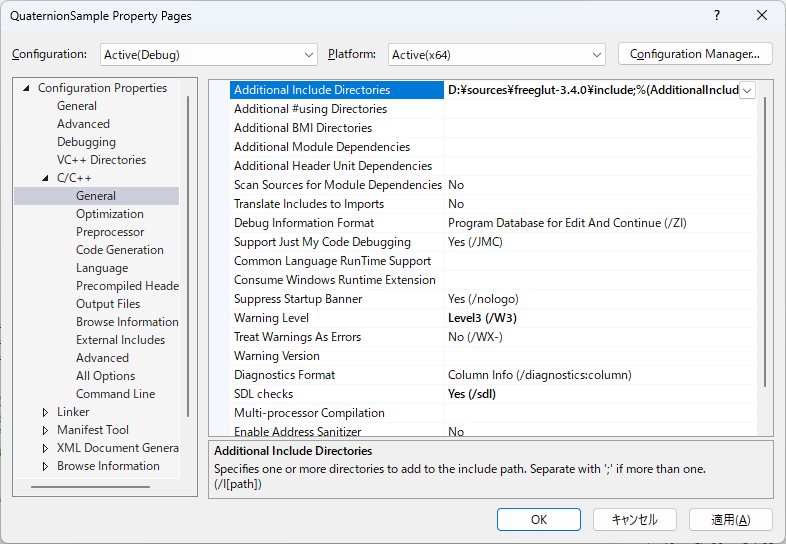 QuaternionSample Property Pages
Configuration: Active(Debug) Platform: Active(x64) Configuration Manager...
Configuration Properties
General
Advanced
Debugging
VC++ Directories
C/C++
General
Optimization
Preprocessor
Code Generation
Language
Precompiled Heade
Output Files
Browse Information
External Includes
Advanced
All Options
Command Line
Linker
Manifest Tool
XML Document Genera
Browse Information
Additional Include Directories D:¥sources¥freeglut-3.4.0¥include;%(AdditionalInclud
Additional #using Directories
Additional BMI Directories
Additional Module Dependencies
Additional Header Unit Dependencies
Scan Sources for Module Dependencies No
Translate Includes to Imports No
Debug Information Format Program Database for Edit And Continue (/ZI)
Support Just My Code Debugging Yes (/JMC)
Common Language RunTime Support
Consume Windows Runtime Extension
Suppress Startup Banner Yes (/nologo)
Warning Level Level3 (/W3)
Treat Warnings As Errors No (/WX-)
Warning Version
Diagnostics Format Column Info (/diagnostics:column)
SDL checks Yes (/sdl)
Multi-processor Compilation
Enable Address Sanitizer No
Additional Include Directories
Specifies one or more directories to add to the include path. Separate with ';' if more than one.
(/I[path])
OK キャンセル 適用(A)